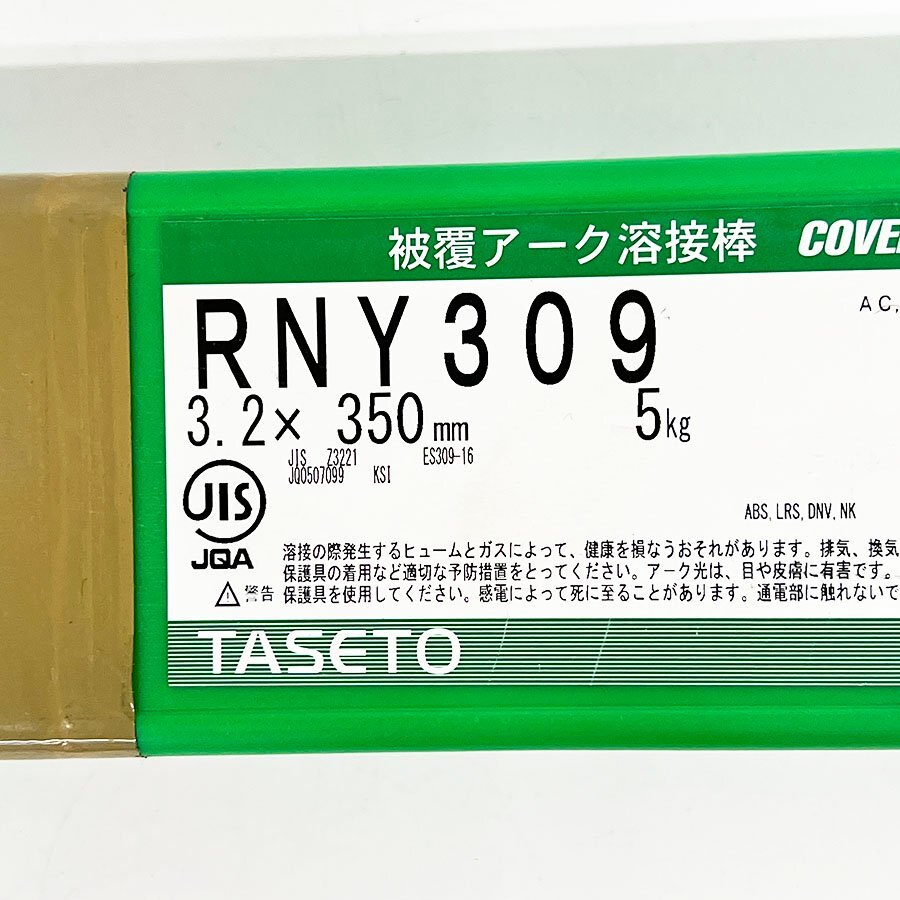 被覆アーク溶接棒 COVE
AC,
RNY309
3.2× 350mm 5kg
JIS Z3221 ES309-16
JQ0507099 KSI
JIS
JQA
ABS, LRS, DNV, NK
溶接の際発生するヒュームとガスによって、健康を損なうおそれがあります。排気、換気
保護具の着用など適切な予防措置をとってください。アーク光は、目や皮膚に有害です。
警告 保護具を使用してください。感電によって死に至ることがあります。通電部に触れないで
TASETO